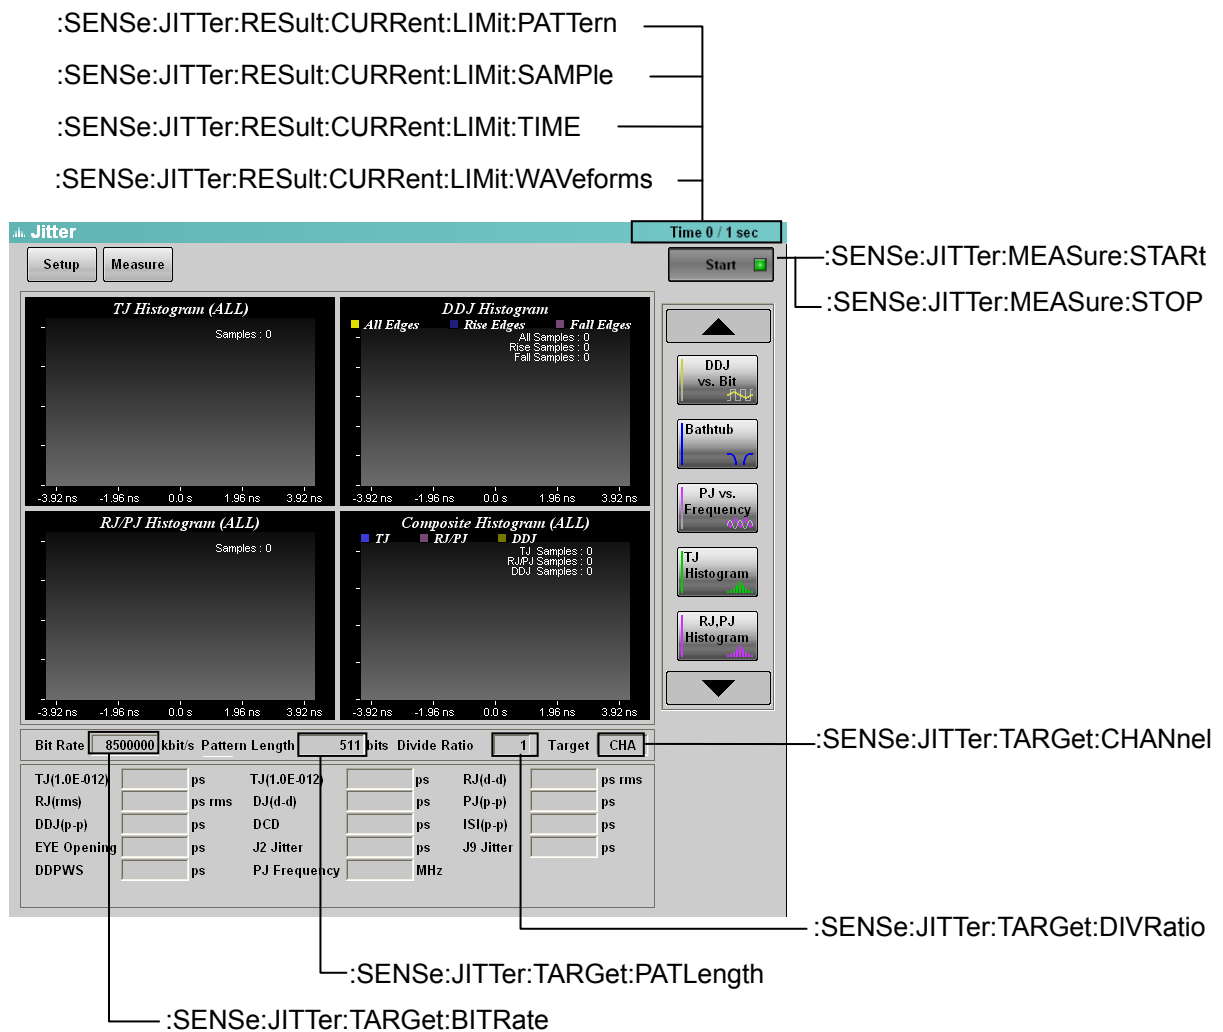 :SENSe:JITTer:RESult:CURRent:LIMit:PATTern
:SENSe:JITTer:RESult:CURRent:LIMit:SAMPle
:SENSe:JITTer:RESult:CURRent:LIMit:TIME
:SENSe:JITTer:RESult:CURRent:LIMit:WAVeforms
Jitter
Time 0 / 1 sec
Setup
Measure
Start
:SENSe:JITTer:MEASure:STARt
:SENSe:JITTer:MEASure:STOP
TJ Histogram (ALL)
Samples : 0
-3.92 ns -1.96 ns 0.0 s 1.96 ns 3.92 ns
DDJ Histogram
All Edges Rise Edges Fall Edges
All Samples : 0
Rise Samples : 0
Fall Samples : 0
-3.92 ns -1.96 ns 0.0 s 1.96 ns 3.92 ns
RJ/PJ Histogram (ALL)
Samples : 0
-3.92 ns -1.96 ns 0.0 s 1.96 ns 3.92 ns
Composite Histogram (ALL)
TJ RJ/PJ DDJ
TJ Samples : 0
RJ/PJ Samples : 0
DDJ Samples : 0
-3.92 ns -1.96 ns 0.0 s 1.96 ns 3.92 ns
DDJ
vs. Bit
Bathtub
PJ vs.
Frequency
TJ
Histogram
RJ,PJ
Histogram
Bit Rate 8500000 kbit/s Pattern Length 511 bits Divide Ratio 1 Target CHA
:SENSe:JITTer:TARGet:CHANnel
TJ(1.0E-012) ps TJ(1.0E-012) ps RJ(d-d) ps rms
RJ(rms) ps rms DJ(d-d) ps PJ(p-p) ps
DDJ(p-p) ps DCD ps ISI(p-p) ps
EYE Opening ps J2 Jitter ps J9 Jitter ps
DDPWS ps PJ Frequency MHz
:SENSe:JITTer:TARGet:DIVRatio
:SENSe:JITTer:TARGet:PATLength
:SENSe:JITTer:TARGet:BITRate